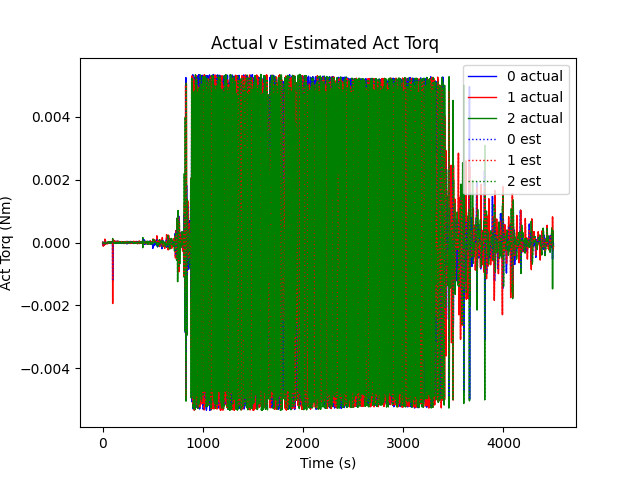 Actual v Estimated Act Torq
Act Torq (Nm)
0.004
0.002
0.000
−0.002
−0.004
0 actual
1 actual
2 actual
0 est
1 est
2 est
0
1000
2000
3000
4000
Time (s)